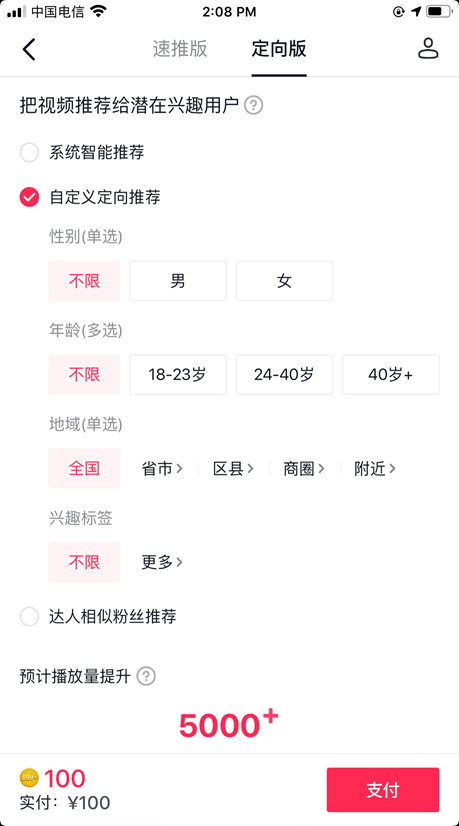 中国电信 2:08 PM
速推版 定向版
把视频推荐给潜在兴趣用户 ?
系统智能推荐
自定义定向推荐
性别(单选)
不限 男 女
年龄(多选)
不限 18-23岁 24-40岁 40岁+
地域(单选)
全国 省市> 区县> 商圈> 附近>
兴趣标签
不限 更多>
达人相似粉丝推荐
预计播放量提升 ?
5000+
100
实付：¥100
支付